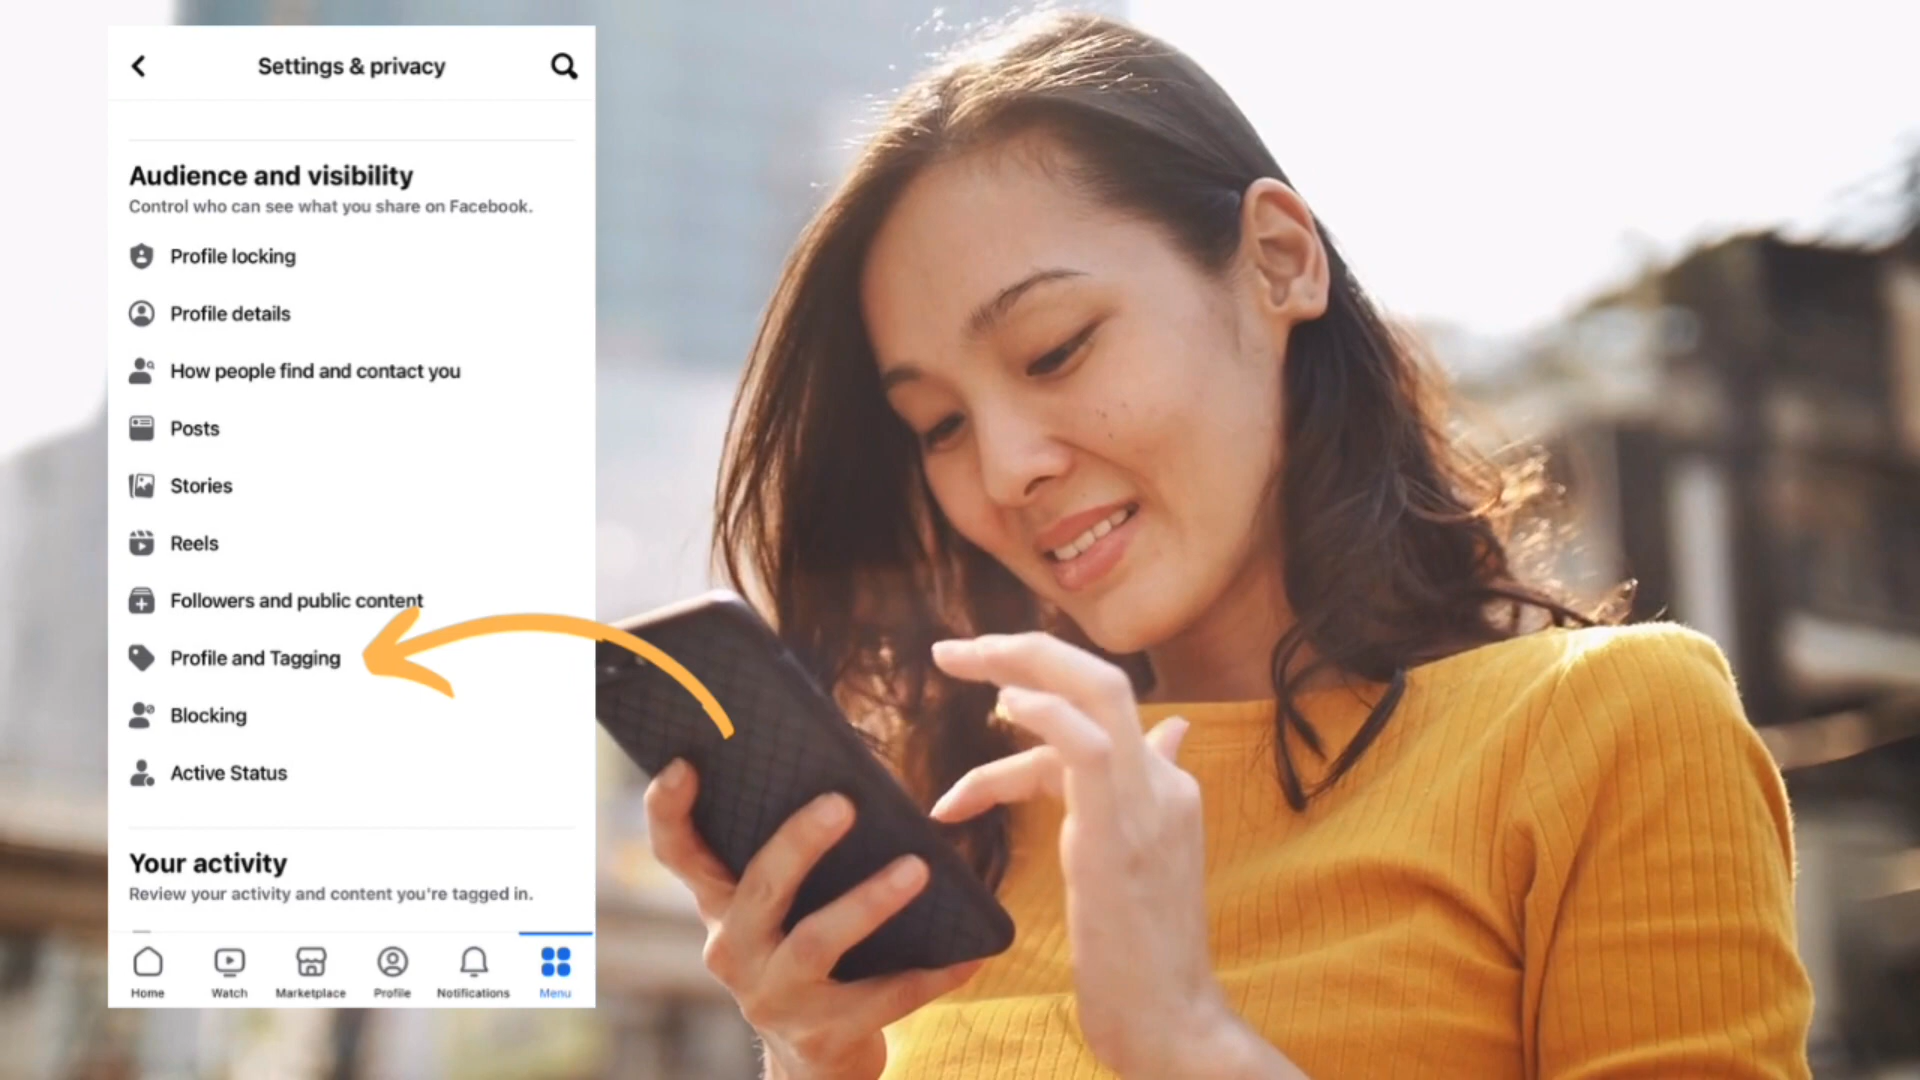 Settings & privacy
Audience and visibility
Control who can see what you share on Facebook.
Profile locking
Profile details
How people find and contact you
Posts
Stories
Reels
Followers and public content
Profile and Tagging
Blocking
Active Status
Your activity
Review your activity and content you're tagged in.
Home
Watch
Marketplace
Profile
Notifications
Menu